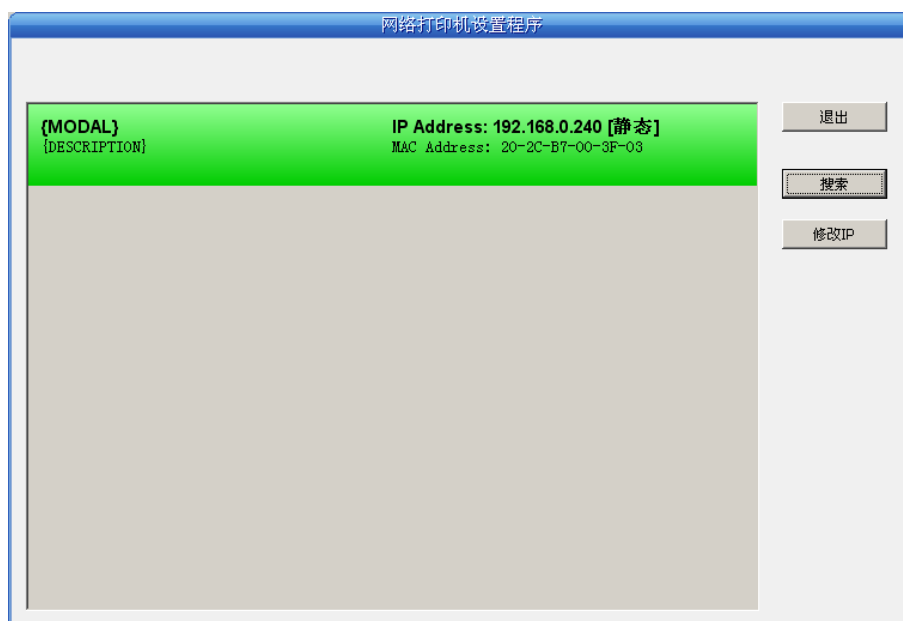 网络打印机设置程序
{MODAL}
{DESCRIPTION}
IP Address: 192.168.0.240 [静态]
MAC Address: 20-2C-B7-00-3F-03
退出
搜索
修改IP